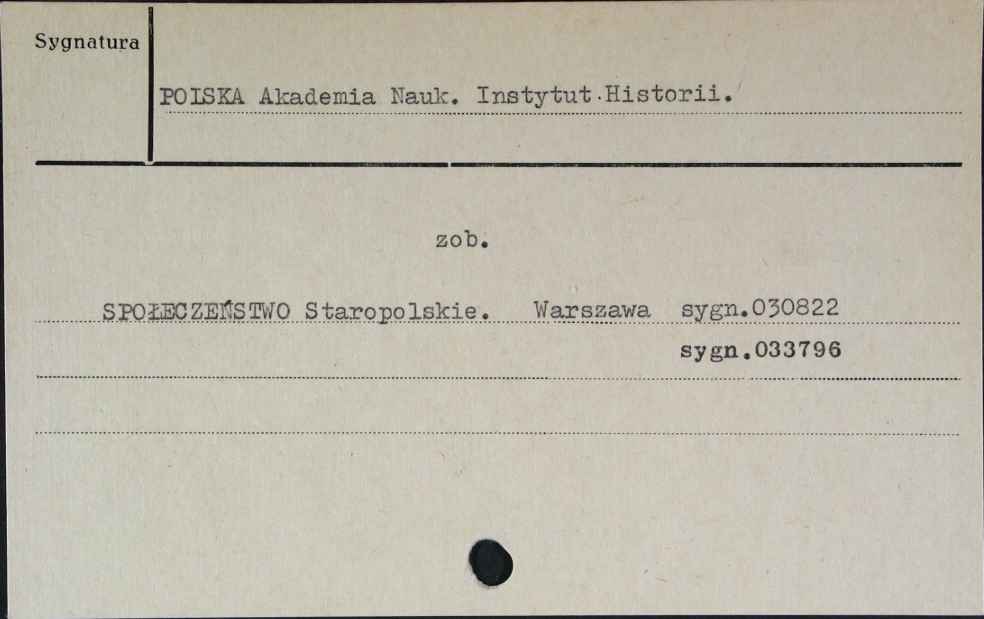 Sygnatura
POLSKA Akademia Nauk. Instytut Historii.
zob.
SPOŁECZEŃSTWO Staropolskie. Warszawa sygn.030822
sygn.033796